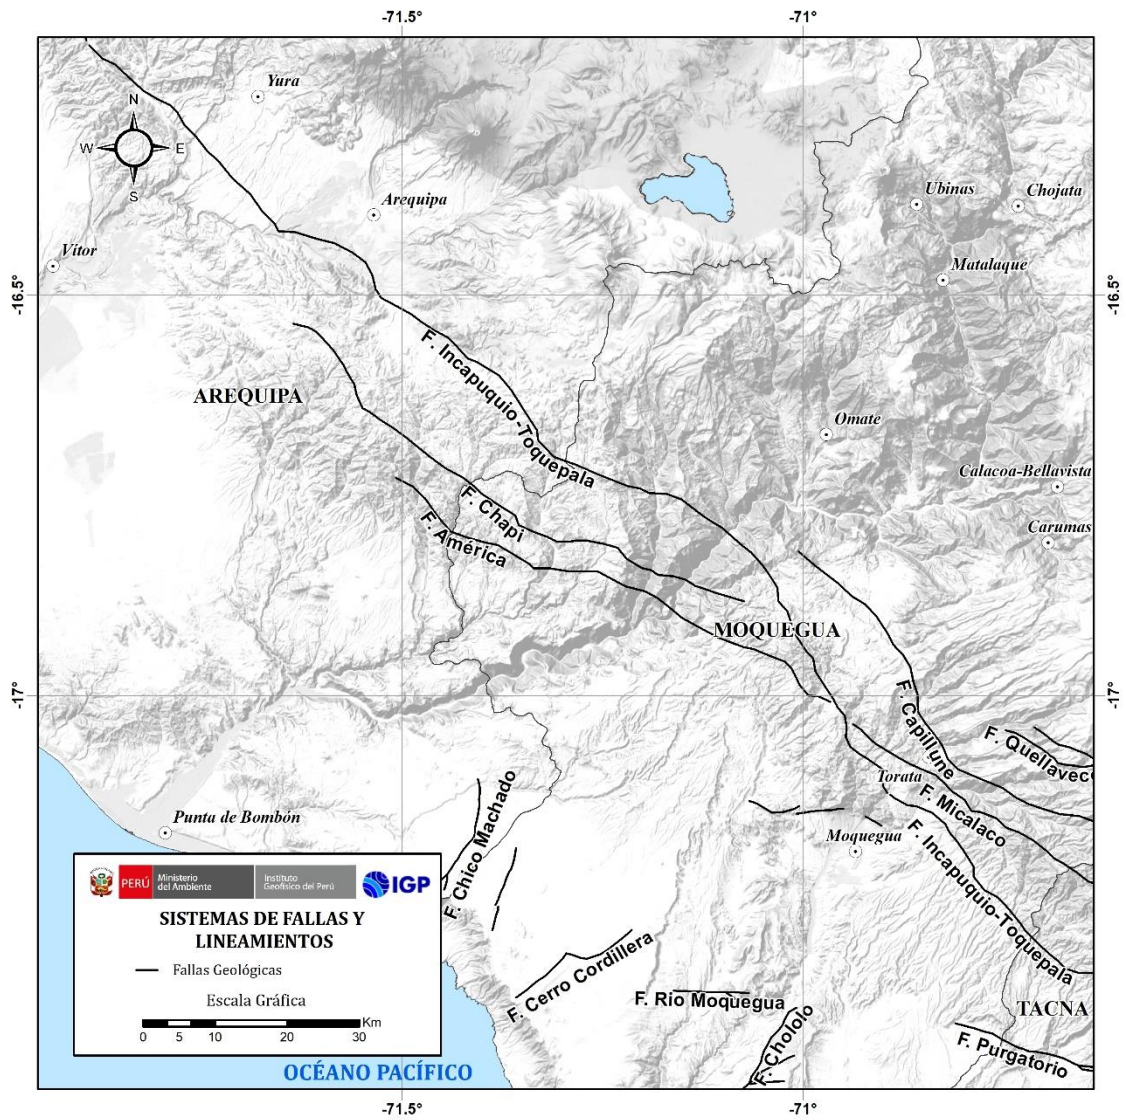 -71.5°
-71°
Yura
N
W
E
S
Arequipa
Ubinas
Chojata
Vítor
Matalaque
-16.5°
-16.5°
F. Incapuquio-Toquepala
AREQUIPA
Omate
Calacoa-Bellavista
F. Chapi
F. América
Carumas
MOQUEGUA
-17°
-17°
F. Capillune
F. Quellaveco
Torata
F. Micalaco
F. Chico Machado
Punta de Bombón
Moquegua
F. Incapuquio-Toquepala
PERÚ
Ministerio
del Ambiente
Instituto
Geofísico del Perú
IGP
SISTEMAS DE FALLAS Y
LINEAMIENTOS
Fallas Geológicas
Escala Gráfica
Km
0 5 10 20 30
F. Cerro Cordillera
F. Río Moquegua
TACNA
F. Chololo
F. Purgatorio
OCÉANO PACÍFICO
-71.5°
-71°